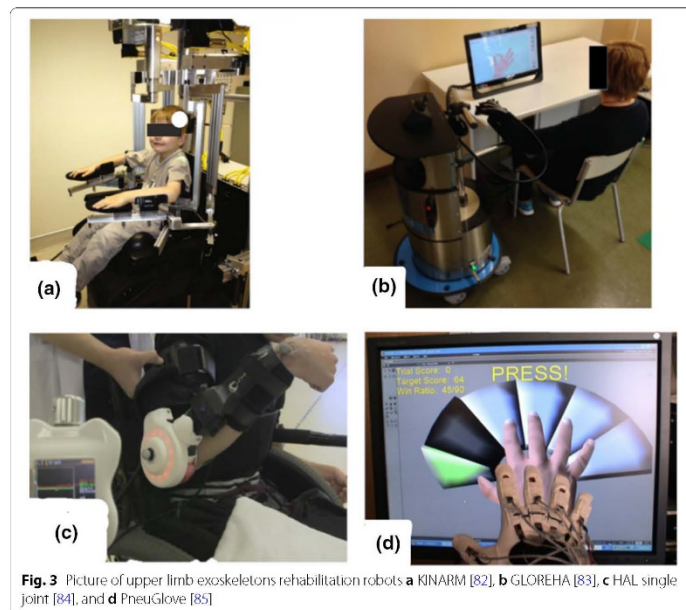 (a)
(b)
Trial Score: 0
Target Score: 64
Win Ratio: 45/90
PRESS!
(c)
(d)
Fig. 3 Picture of upper limb exoskeletons rehabilitation robots a KINARM [82], b GLOREHA [83], c HAL single
joint [84], and d PneuGlove [85]